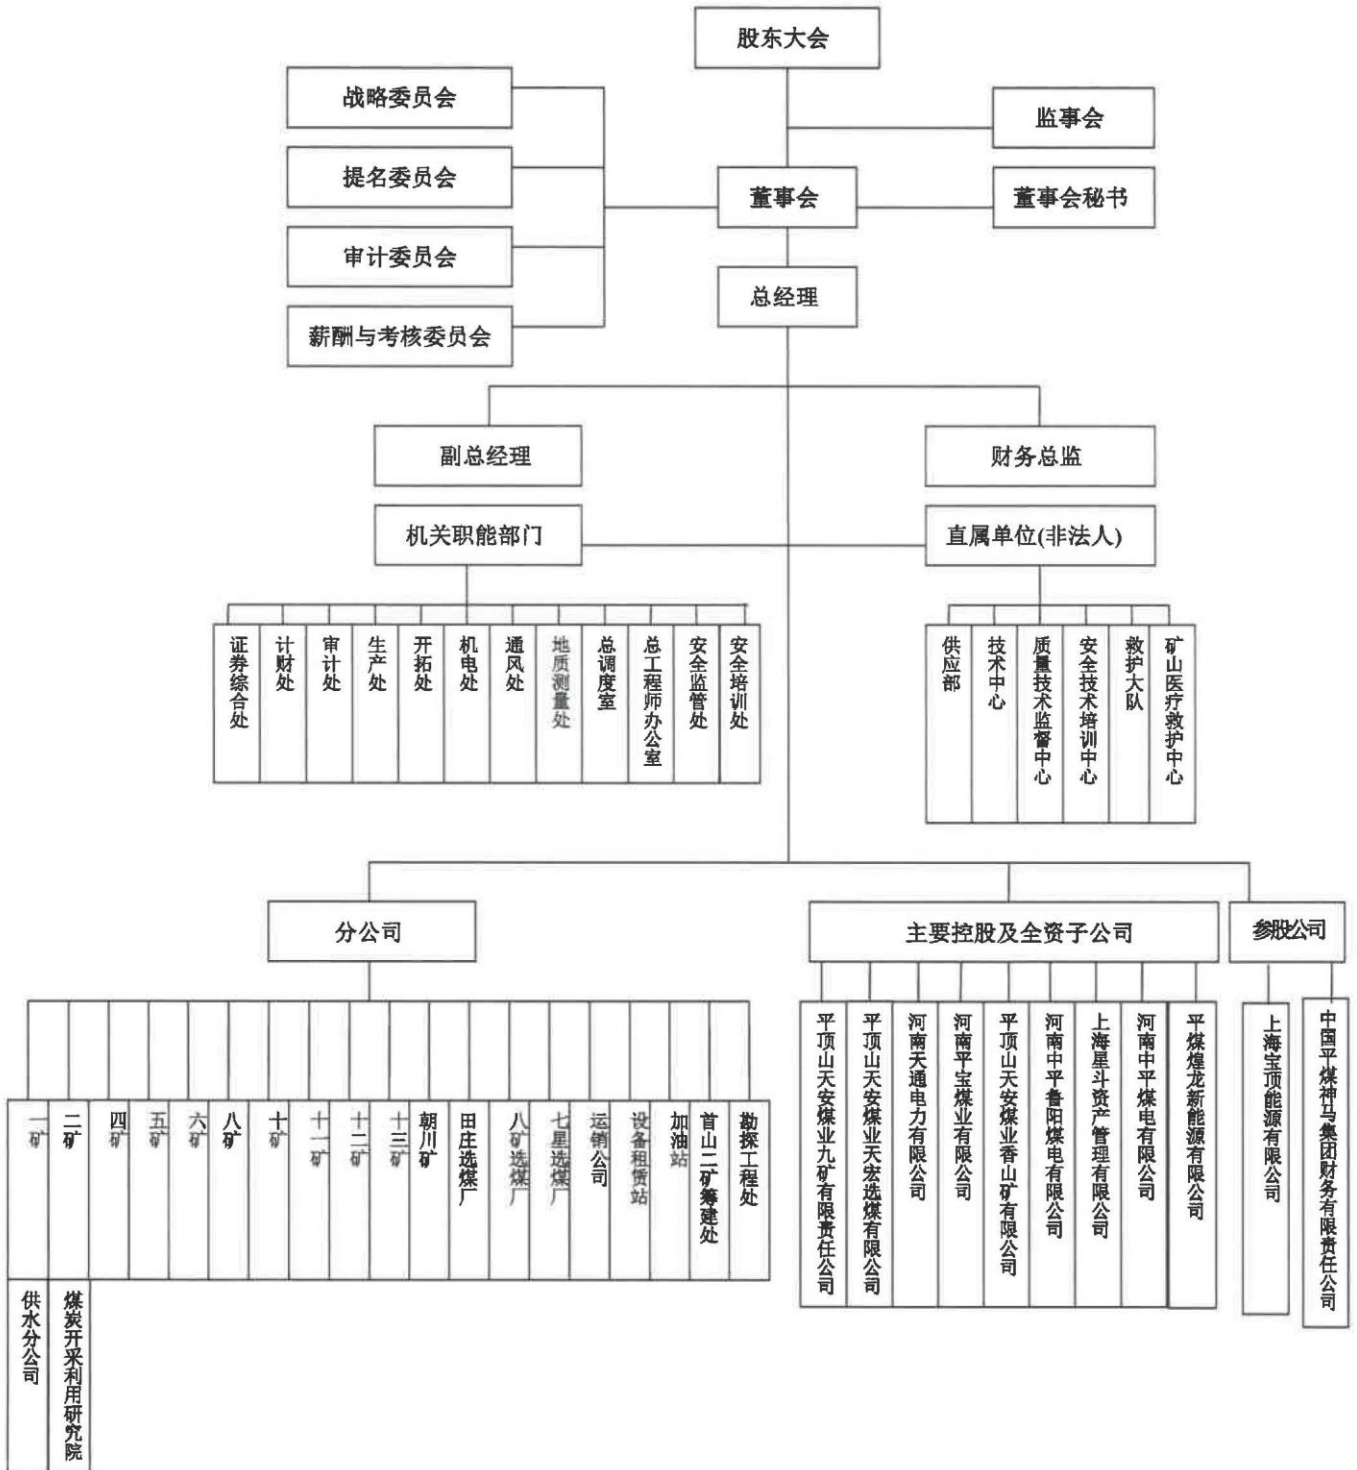 股东大会
战略委员会
监事会
提名委员会
董事会
董事会秘书
审计委员会
总经理
薪酬与考核委员会
副总经理
财务总监
机关职能部门
直属单位(非法人)
证券综合处
计财处
审计处
生产处
开拓处
机电处
通风处
地质测量处
总调度室
总工程师办公室
安全监管处
安全培训处
供应部
技术中心
质量技术监督中心
安全技术培训中心
救护大队
矿山医疗救护中心
分公司
主要控股及全资子公司
参股公司
一矿
二矿
四矿
五矿
六矿
八矿
十矿
十一矿
十二矿
十三矿
朝川矿
田庄选煤厂
八矿选煤厂
七星选煤厂
运销公司
设备租赁站
加油站
首山二矿筹建处
勘探工程处
供水分公司
煤炭开采利用研究院
平顶山天安煤业九矿有限责任公司
平顶山天安煤业天宏选煤有限公司
河南天通电力有限公司
河南平宝煤业有限公司
平顶山天安煤业香山矿有限公司
河南中平鲁阳煤电有限公司
上海星斗资产管理有限公司
河南中平煤电有限公司
平煤煌龙新能源有限公司
上海宝顶能源有限公司
中国平煤神马集团财务有限责任公司